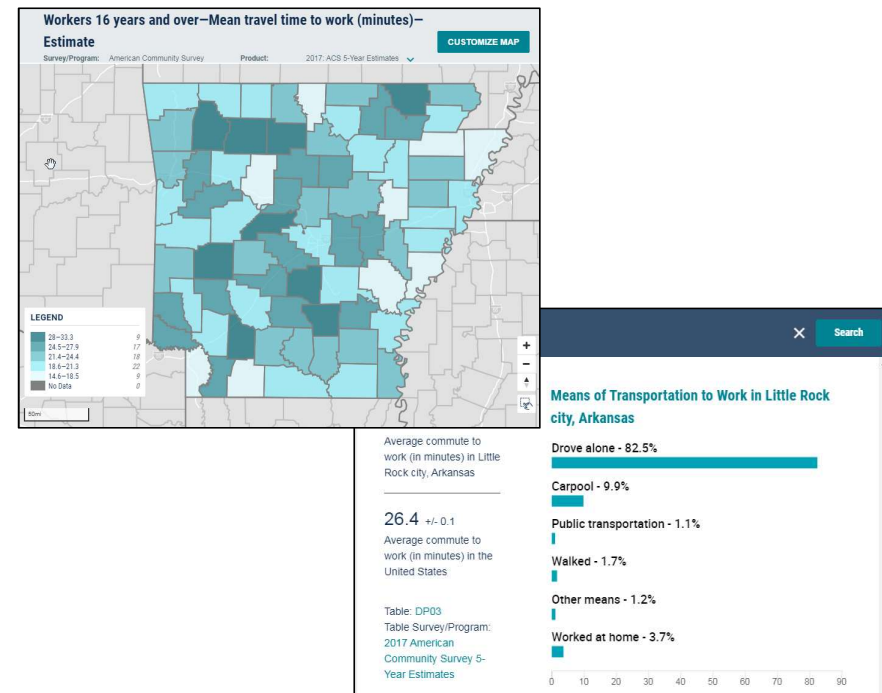 Workers 16 years and over—Mean travel time to work (minutes)—
Estimate
CUSTOMIZE MAP
Survey/Program: American Community Survey Product: 2017: ACS 5-Year Estimates
LEGEND
28–33.3 9
24.5–27.9 17
21.4–24.4 18
18.6–21.3 22
14.6–18.5 9
No Data 0
50mi
+
−
× Search
Average commute to
work (in minutes) in Little
Rock city, Arkansas
26.4 +/- 0.1
Average commute to
work (in minutes) in the
United States
Table: DP03
Table Survey/Program:
2017 American
Community Survey 5-
Year Estimates
Means of Transportation to Work in Little Rock
city, Arkansas
Drove alone - 82.5%
Carpool - 9.9%
Public transportation - 1.1%
Walked - 1.7%
Other means - 1.2%
Worked at home - 3.7%
0 10 20 30 40 50 60 70 80 90